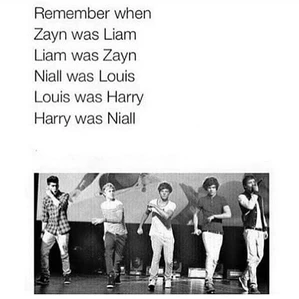 Remember when
Zayn was Liam
Liam was Zayn
Niall was Louis
Louis was Harry
Harry was Niall